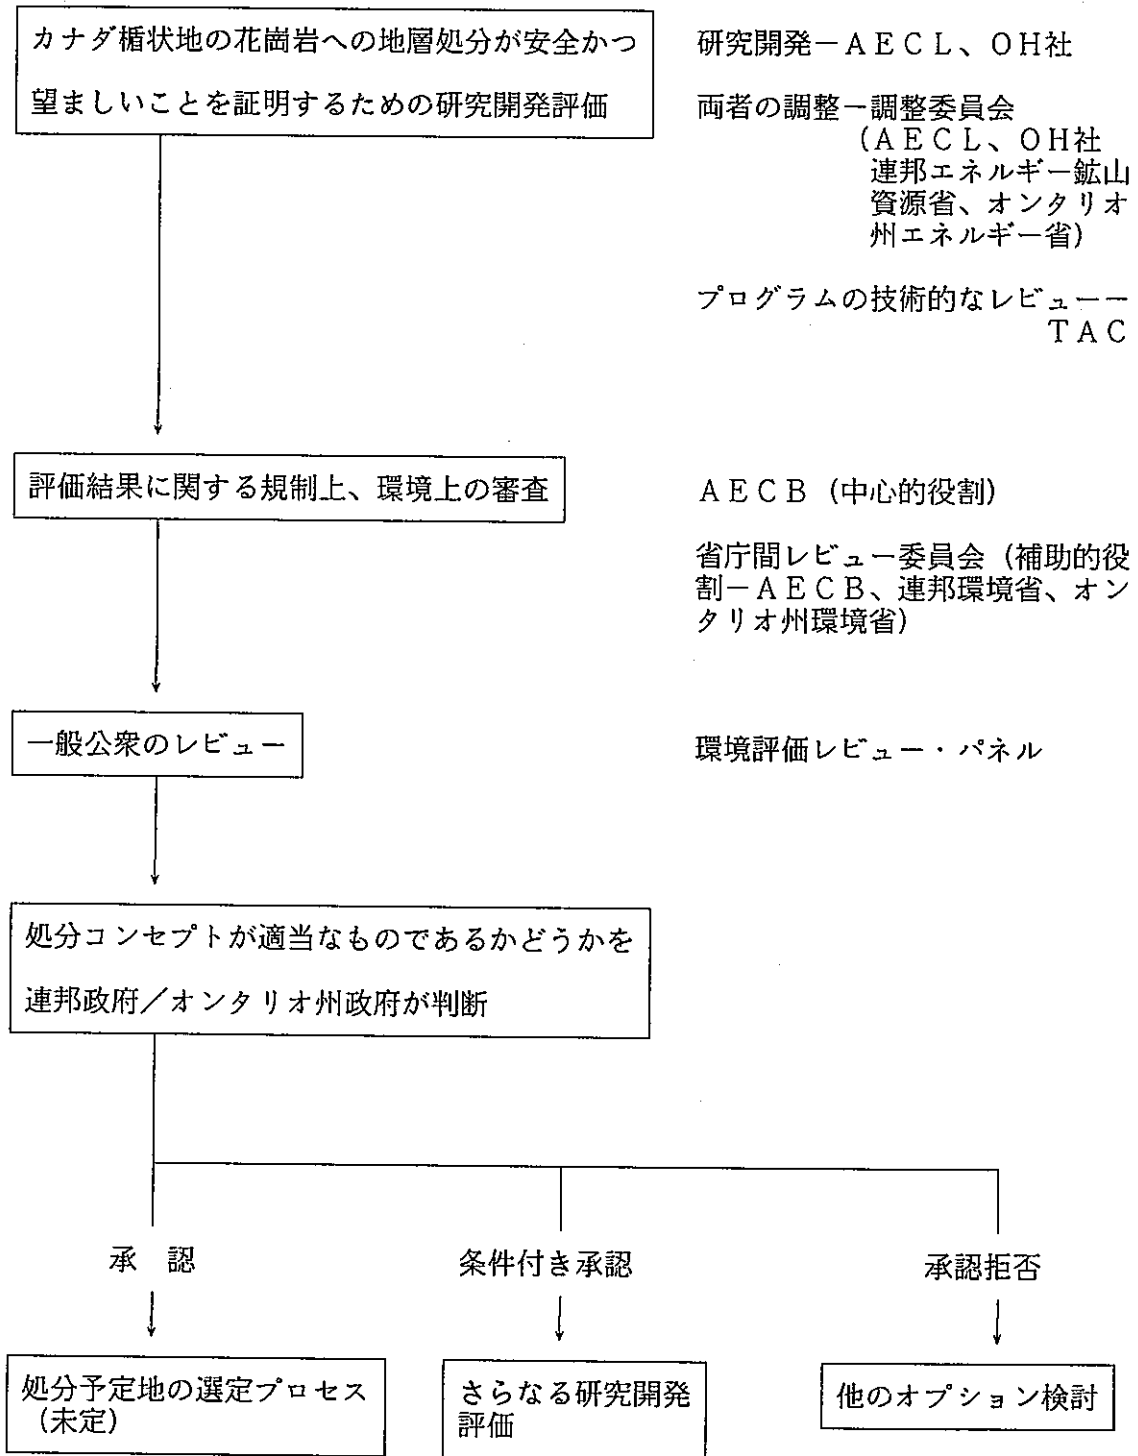 カナダ楯状地の花崗岩への地層処分が安全かつ
望ましいことを証明するための研究開発評価
研究開発－ＡＥＣＬ、ＯＨ社
両者の調整－調整委員会
（ＡＥＣＬ、ＯＨ社
連邦エネルギー鉱山
資源省、オンタリオ
州エネルギー省）
プログラムの技術的なレビュー－
ＴＡＣ
評価結果に関する規制上、環境上の審査
ＡＥＣＢ（中心的役割）
省庁間レビュー委員会（補助的役
割－ＡＥＣＢ、連邦環境省、オン
タリオ州環境省）
一般公衆のレビュー
環境評価レビュー・パネル
処分コンセプトが適当なものであるかどうかを
連邦政府／オンタリオ州政府が判断
承　認
条件付き承認
承認拒否
処分予定地の選定プロセス
（未定）
さらなる研究開発
評価
他のオプション検討